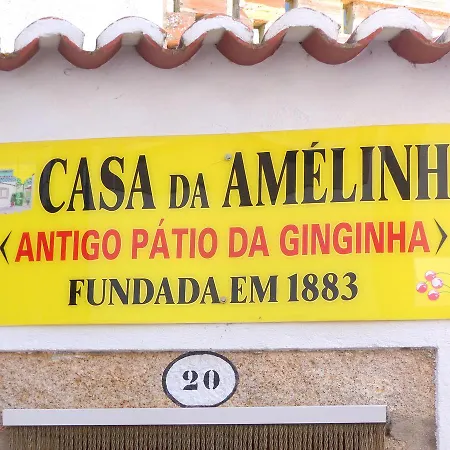 CASA DA AMÉLINH
ANTIGO PÁTIO DA GINGINHA
FUNDADA EM 1883
20